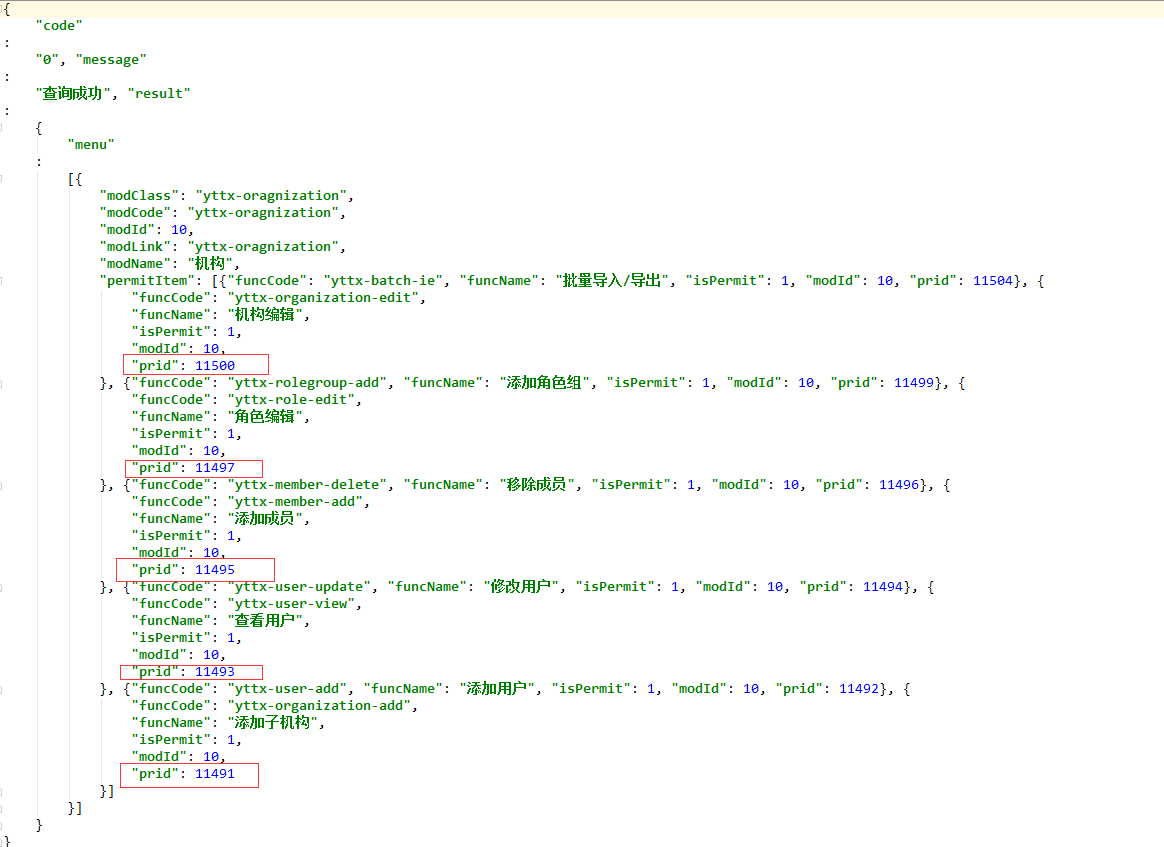 {
"code"
:
"0", "message"
:
"查询成功", "result"
:
{
"menu"
:
[{
"modClass": "yttx-oragnization",
"modCode": "yttx-oragnization",
"modId": 10,
"modLink": "yttx-oragnization",
"modName": "机构",
"permitItem": [{"funcCode": "yttx-batch-ie", "funcName": "批量导入/导出", "isPermit": 1, "modId": 10, "prid": 11504}, {
"funcCode": "yttx-organization-edit",
"funcName": "机构编辑",
"isPermit": 1,
"modId": 10,
"prid": 11500
}, {"funcCode": "yttx-rolegroup-add", "funcName": "添加角色组", "isPermit": 1, "modId": 10, "prid": 11499}, {
"funcCode": "yttx-role-edit",
"funcName": "角色编辑",
"isPermit": 1,
"modId": 10,
"prid": 11497
}, {"funcCode": "yttx-member-delete", "funcName": "移除成员", "isPermit": 1, "modId": 10, "prid": 11496}, {
"funcCode": "yttx-member-add",
"funcName": "添加成员",
"isPermit": 1,
"modId": 10,
"prid": 11495
}, {"funcCode": "yttx-user-update", "funcName": "修改用户", "isPermit": 1, "modId": 10, "prid": 11494}, {
"funcCode": "yttx-user-view",
"funcName": "查看用户",
"isPermit": 1,
"modId": 10,
"prid": 11493
}, {"funcCode": "yttx-user-add", "funcName": "添加用户", "isPermit": 1, "modId": 10, "prid": 11492}, {
"funcCode": "yttx-organization-add",
"funcName": "添加子机构",
"isPermit": 1,
"modId": 10,
"prid": 11491
}]
}]
}
}